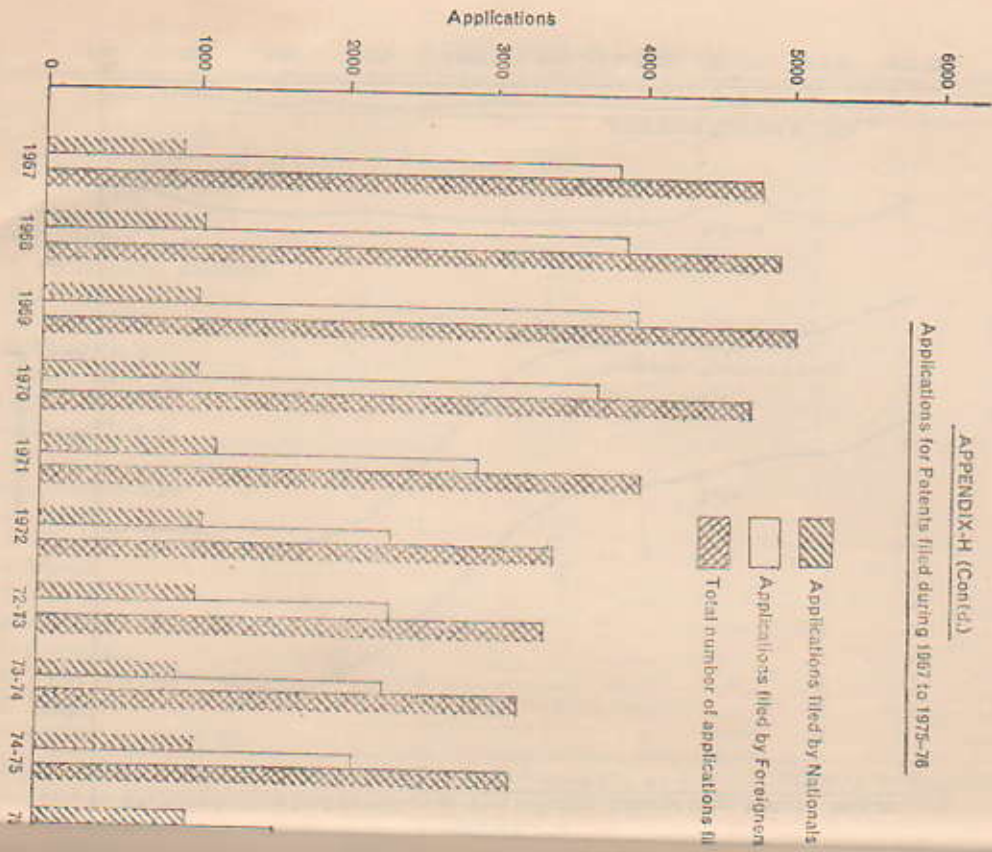 APPENDIX-H (Contd.)
Applications for Patents filed during 1967 to 1975-76
Applications filed by Nationals
Applications filed by Foreigners
Total number of applications fil
Applications
6000
5000
4000
3000
2000
1000
0
1967
1968
1969
1970
1971
1972
72-73
73-74
74-75